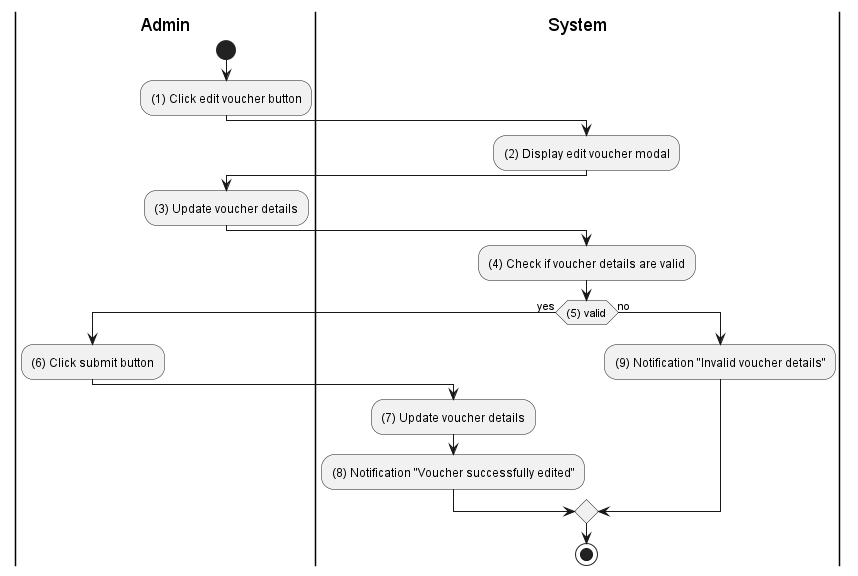 Admin
System
(1) Click edit voucher button
(2) Display edit voucher modal
(3) Update voucher details
(4) Check if voucher details are valid
yes
(5) valid
no
(6) Click submit button
(9) Notification "Invalid voucher details"
(7) Update voucher details
(8) Notification "Voucher successfully edited"